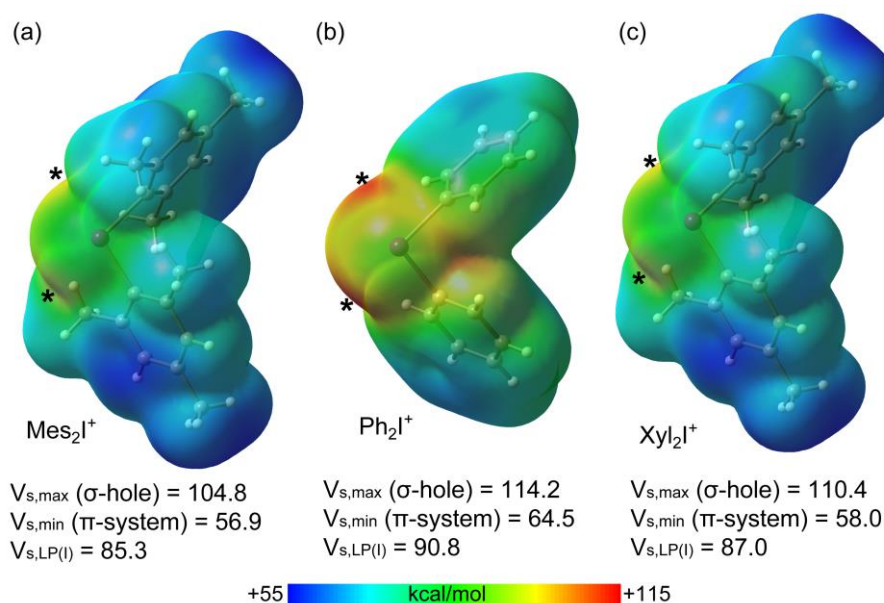 (a)
(b)
(c)
*
*
*
*
*
*
Mes₂I⁺
Ph₂I⁺
Xyl₂I⁺
Vs,max (σ-hole) = 104.8
Vs,min (π-system) = 56.9
Vs,LP(I) = 85.3
Vs,max (σ-hole) = 114.2
Vs,min (π-system) = 64.5
Vs,LP(I) = 90.8
Vs,max (σ-hole) = 110.4
Vs,min (π-system) = 58.0
Vs,LP(I) = 87.0
+55 kcal/mol +115